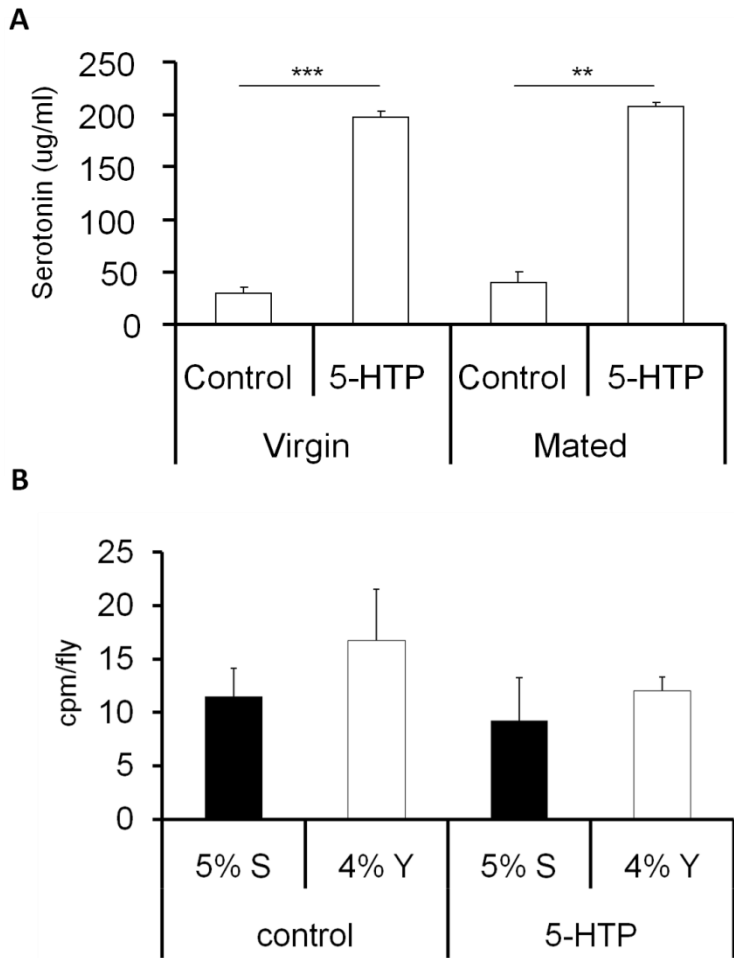 A
Serotonin (ug/ml)
250
200
150
100
50
0
***
**
Control 5-HTP Control 5-HTP
Virgin Mated
B
cpm/fly
25
20
15
10
5
0
5% S 4% Y 5% S 4% Y
control 5-HTP